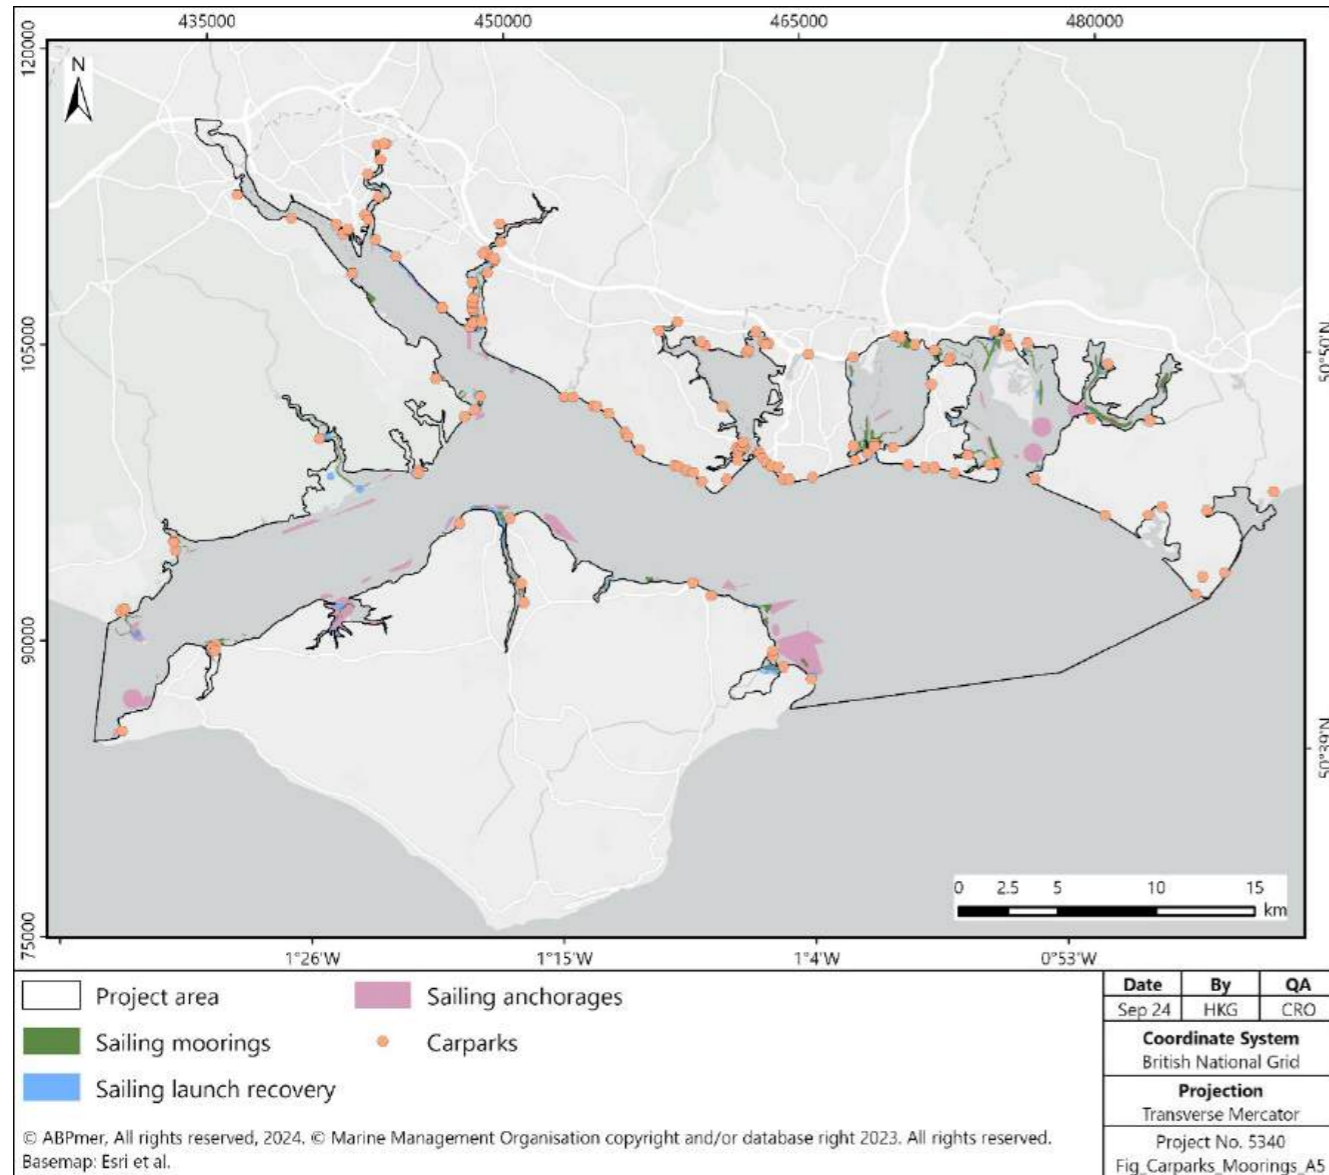 435000 450000 465000 480000
120000
N
105000
50°50'N
90000
50°39'N
0 2.5 5 10 15
km
75000
1°26'W 1°15'W 1°4'W 0°53'W
Project area
Sailing anchorages
Sailing moorings
Carparks
Sailing launch recovery
Date By QA
Sep 24 HKG CRO
Coordinate System
British National Grid
Projection
Transverse Mercator
Project No. 5340
Fig_Carparks_Moorings_A5
© ABPmer, All rights reserved, 2024. © Marine Management Organisation copyright and/or database right 2023. All rights reserved.
Basemap: Esri et al.